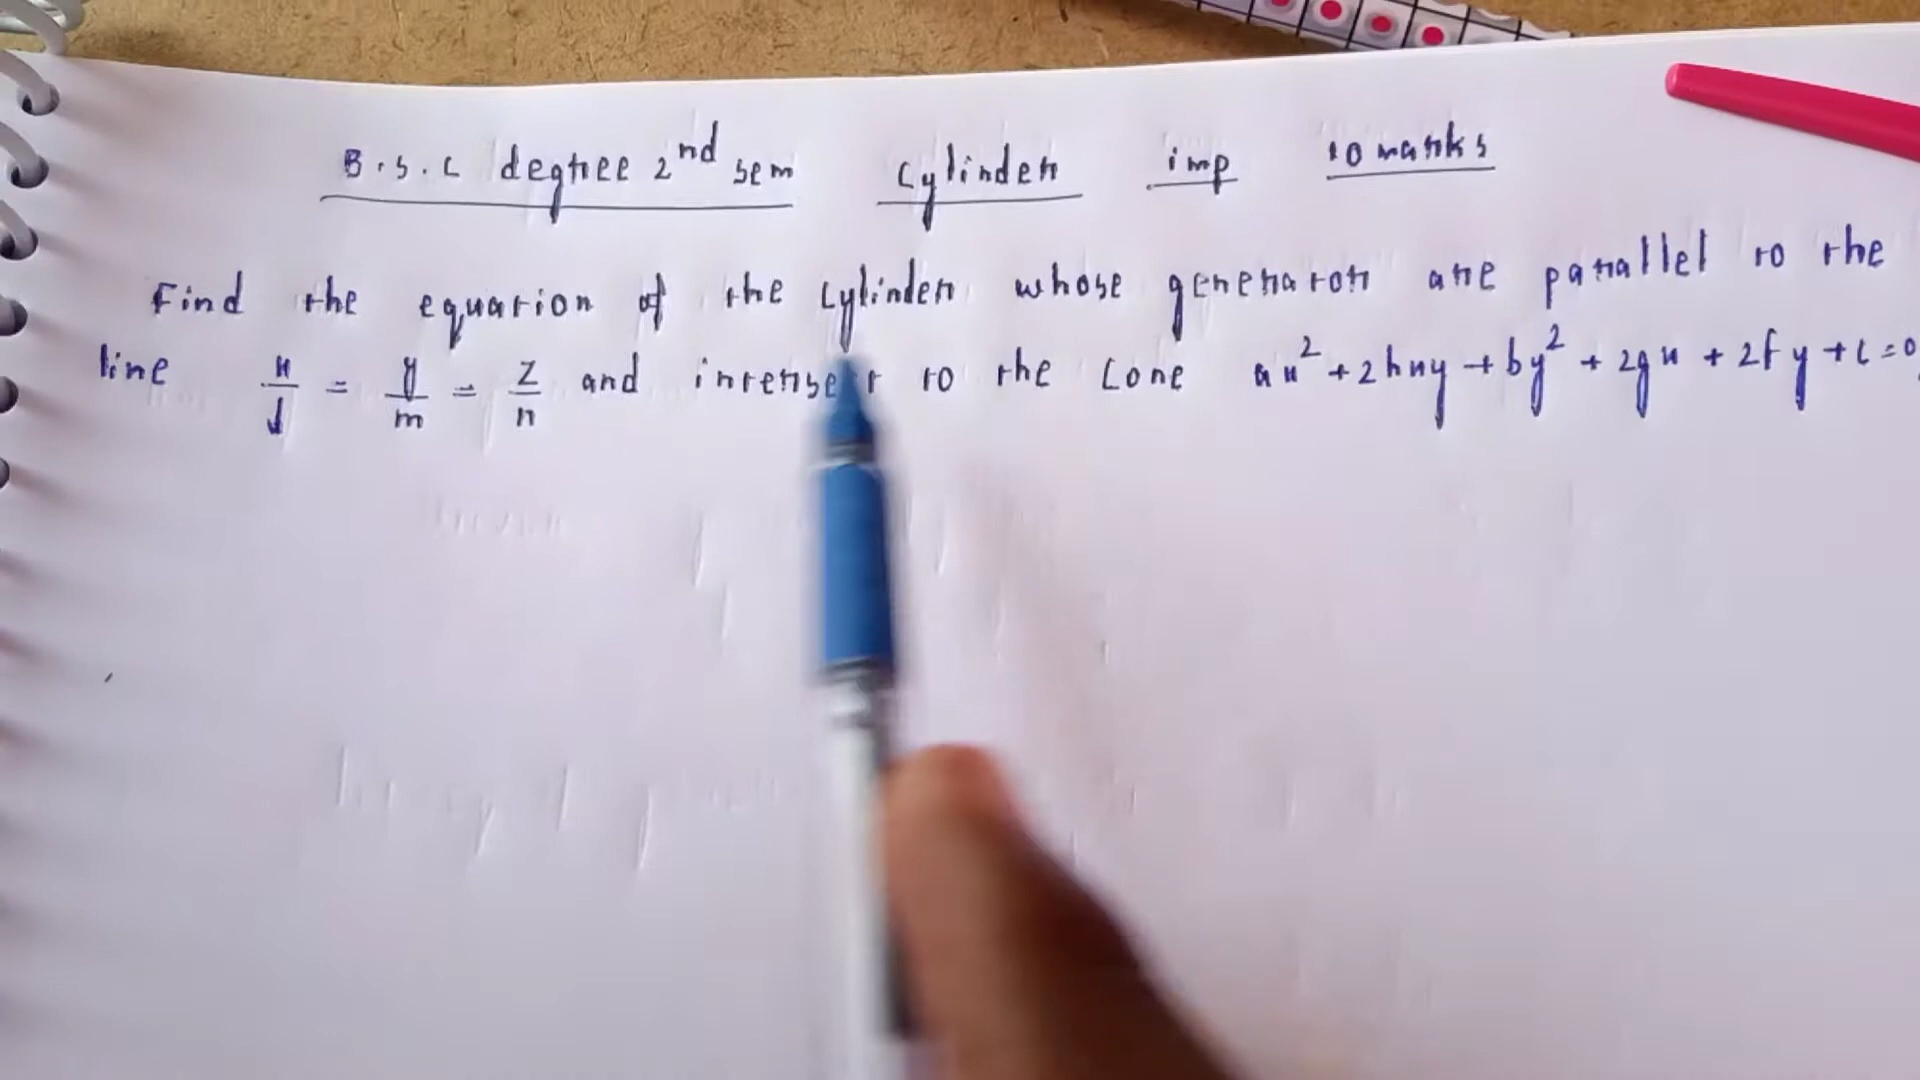 B.S.C degree 2nd sem Cylinder imp 10 marks
Find the equation of the cylinder whose generator are parallel to the
line x/l = y/m = z/n and intersect to the cone ax² + 2hxy + by² + 2gx + 2fy + c = 0